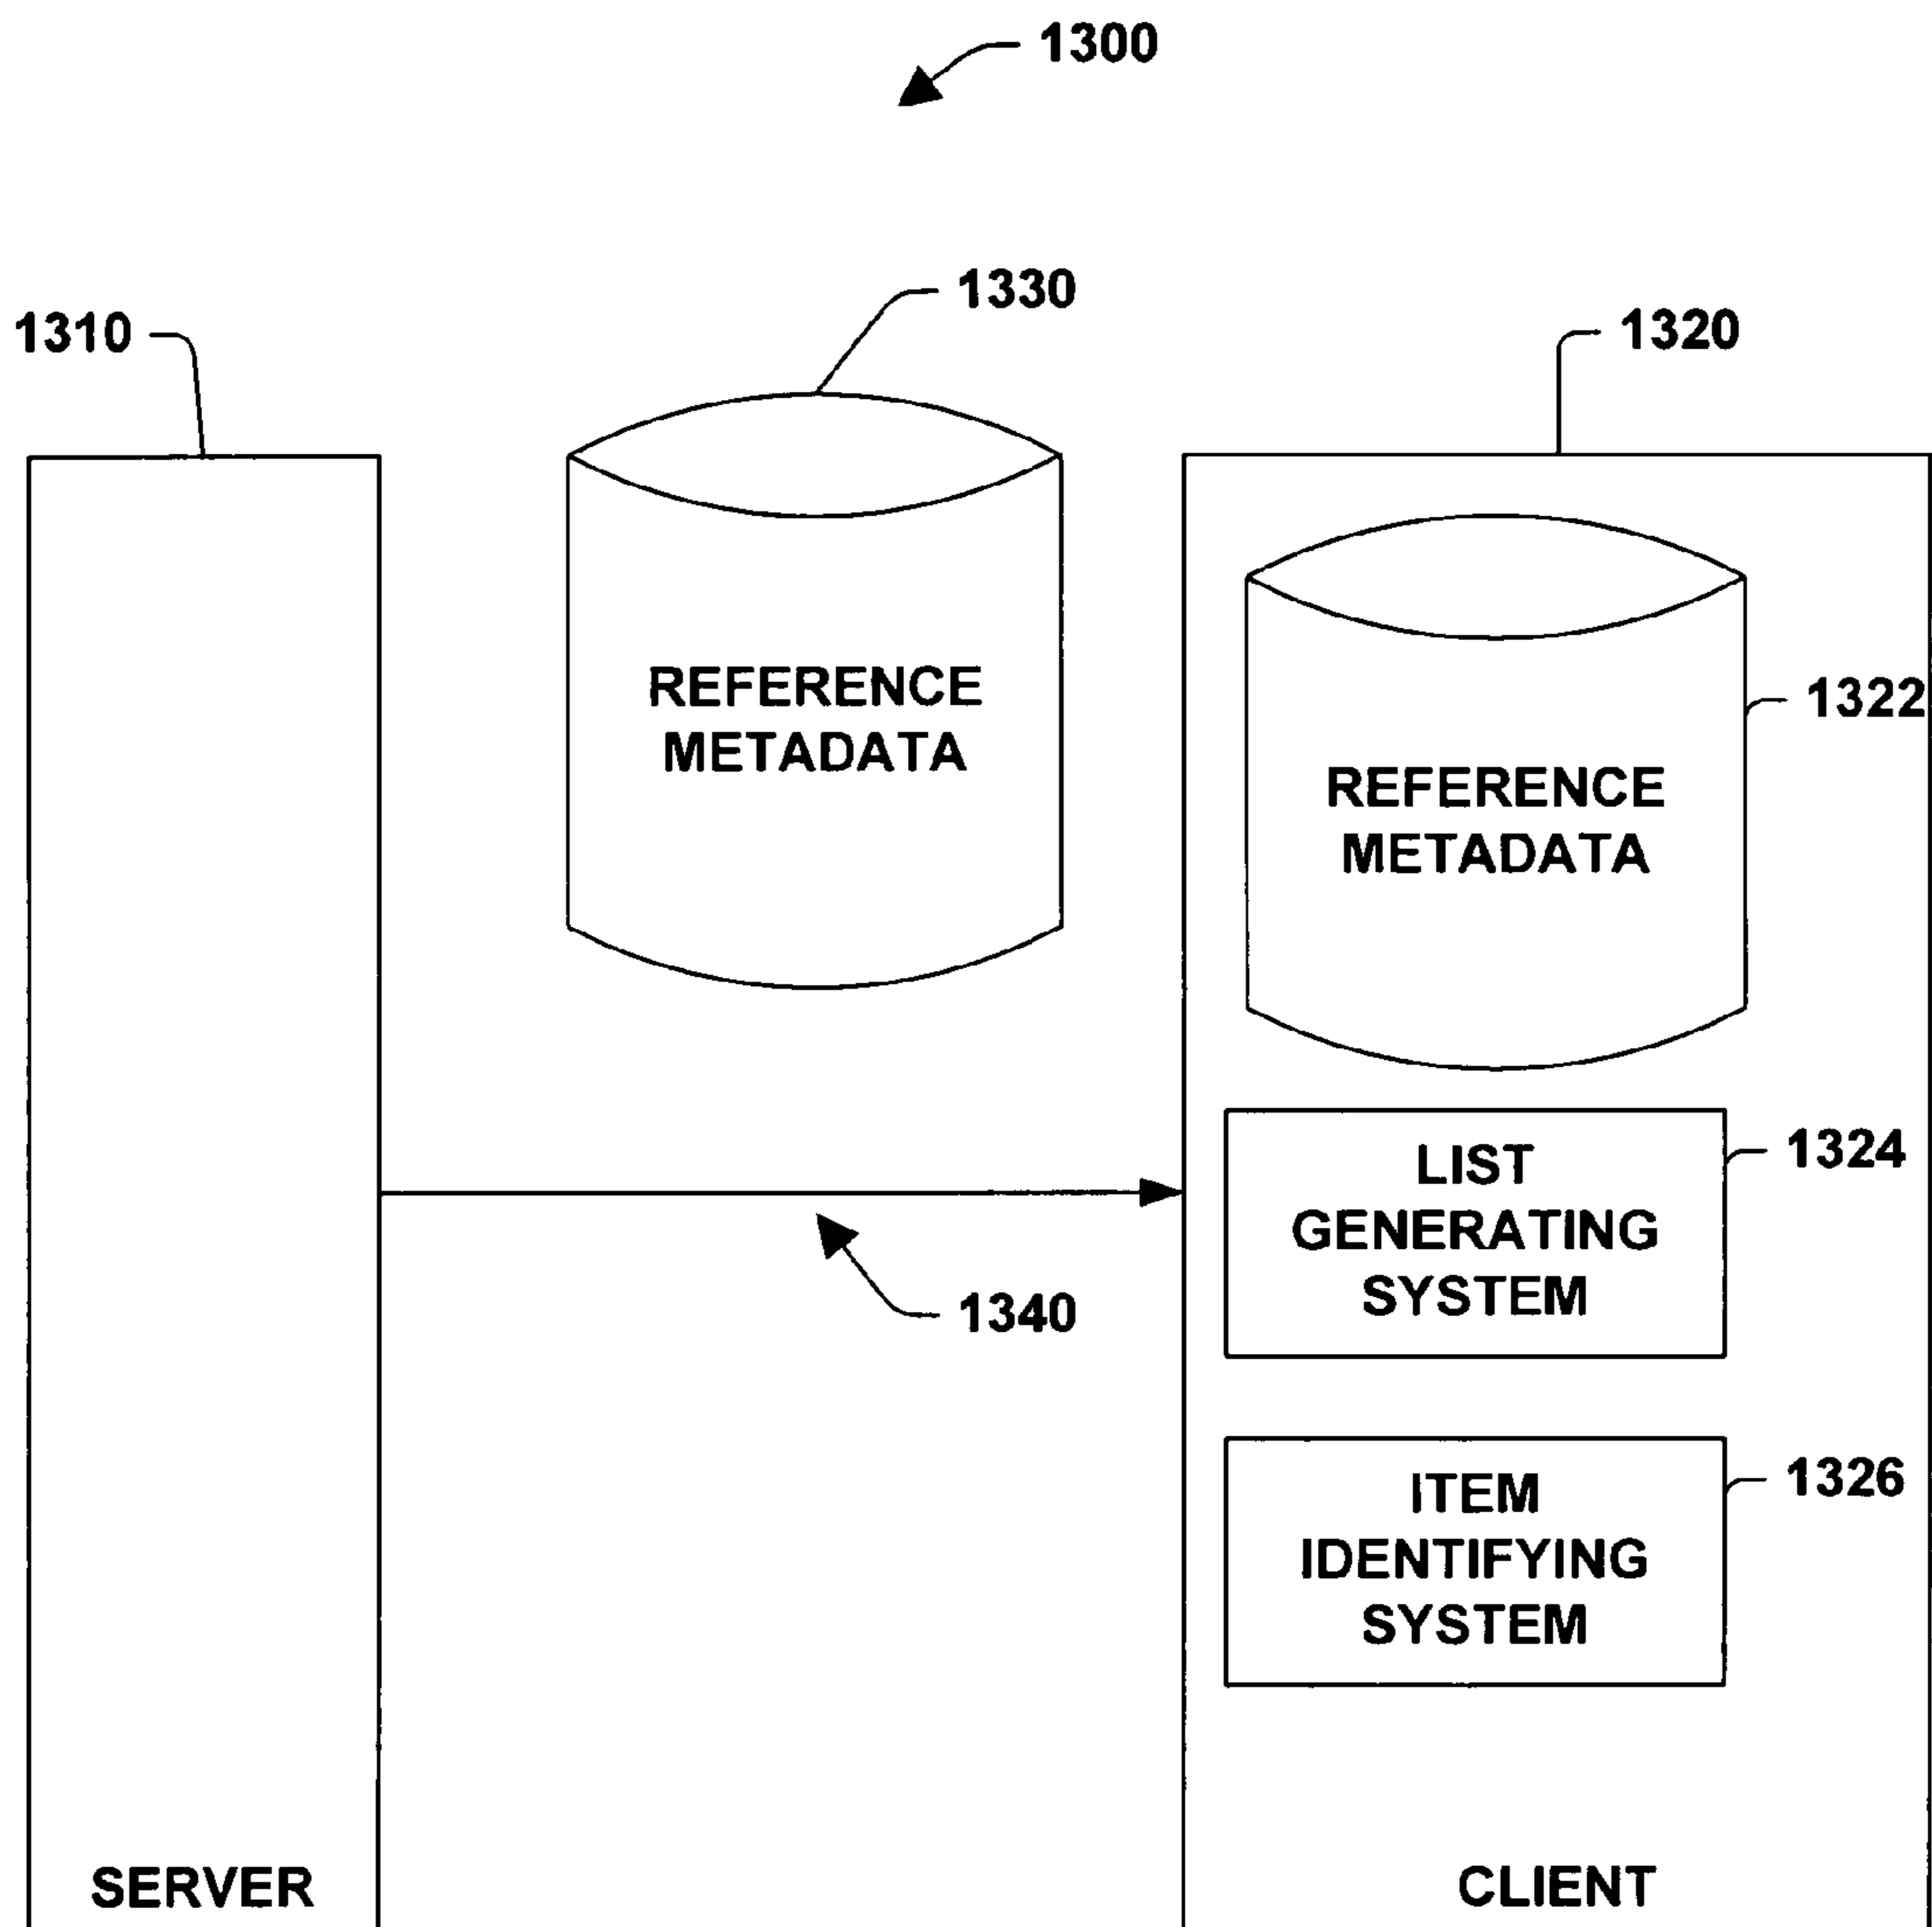 1300
1330
1310
1320
REFERENCE
METADATA
1322
REFERENCE
METADATA
LIST
GENERATING
SYSTEM
1324
1340
ITEM
IDENTIFYING
SYSTEM
1326
SERVER
CLIENT